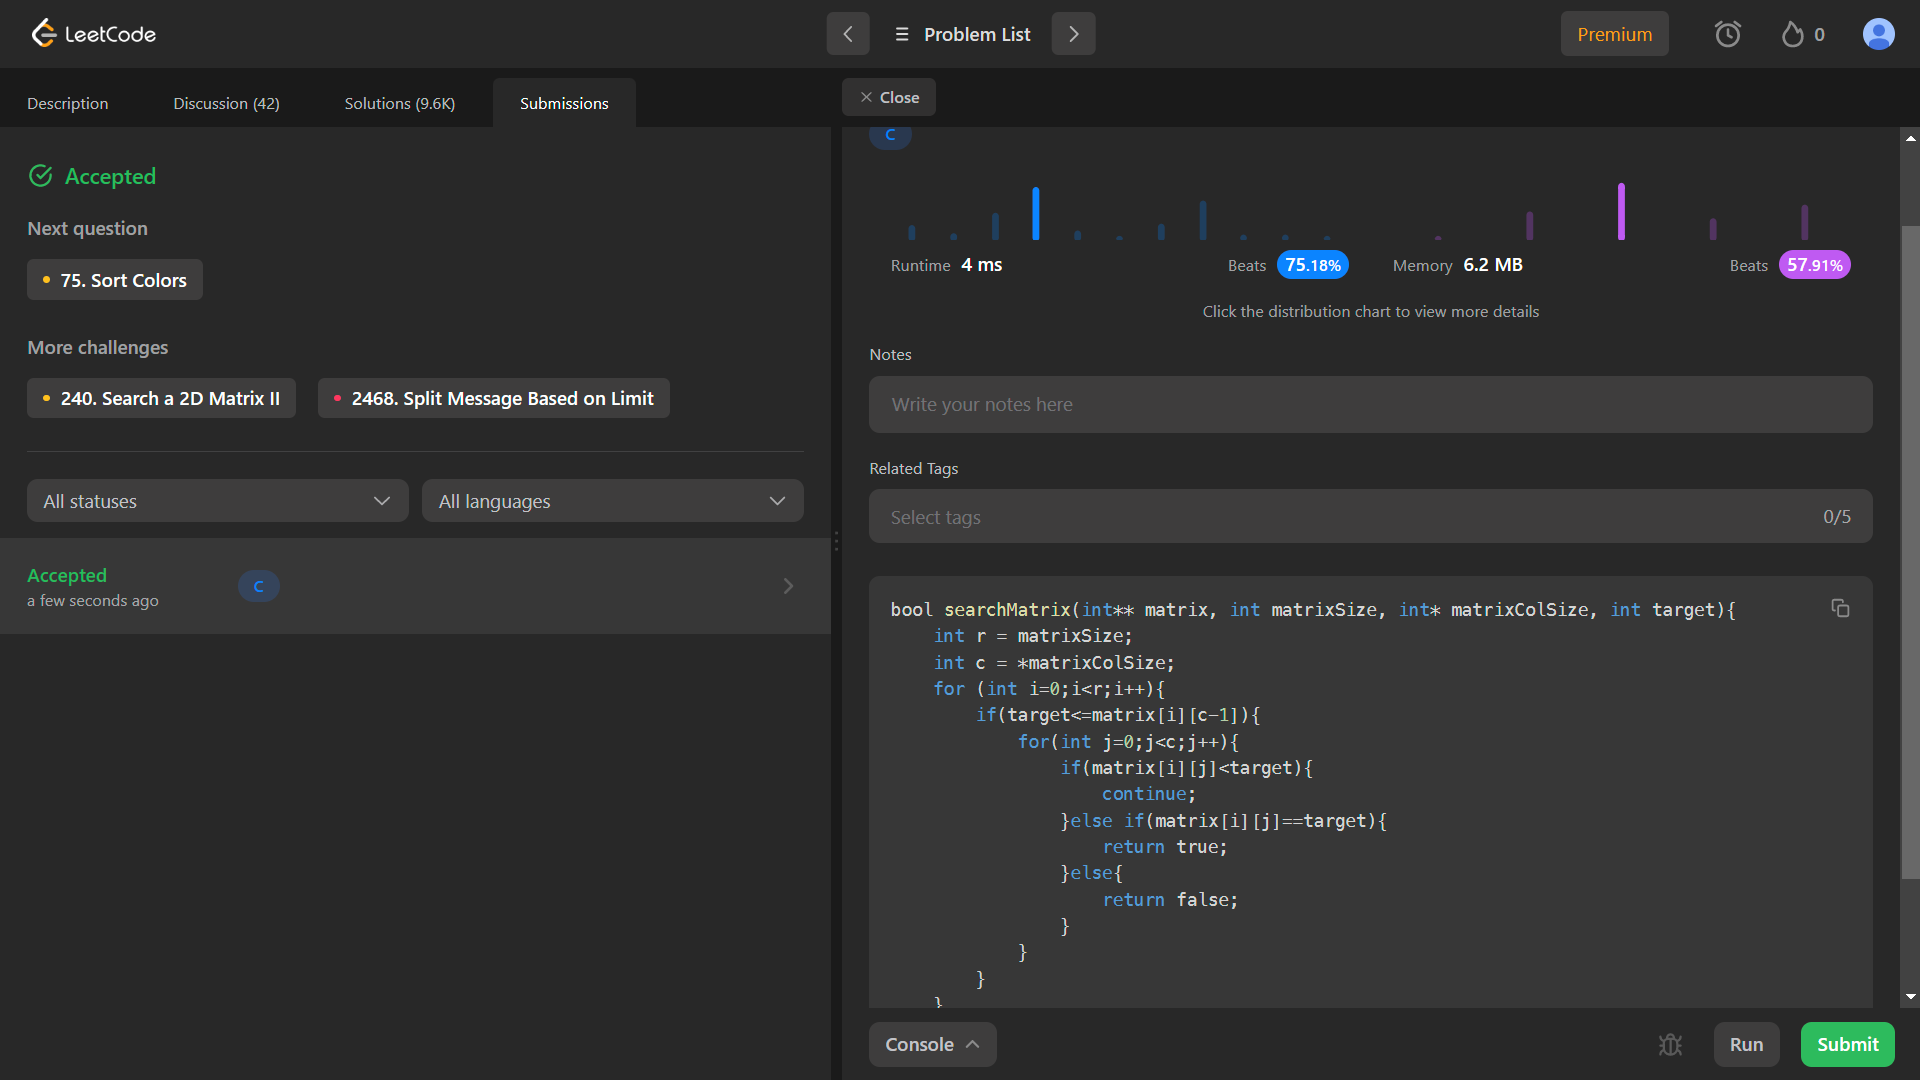 LeetCode
Problem List
Premium
0
Description
Discussion (42)
Solutions (9.6K)
Submissions
Close
Accepted
Next question
75. Sort Colors
More challenges
240. Search a 2D Matrix II
2468. Split Message Based on Limit
All statuses
All languages
Accepted
a few seconds ago
C
C
Runtime 4 ms
Beats 75.18%
Memory 6.2 MB
Beats 57.91%
Click the distribution chart to view more details
Notes
Write your notes here
Related Tags
Select tags
0/5
bool searchMatrix(int** matrix, int matrixSize, int* matrixColSize, int target){
    int r = matrixSize;
    int c = *matrixColSize;
    for (int i=0;i<r;i++){
        if(target<=matrix[i][c-1]){
            for(int j=0;j<c;j++){
                if(matrix[i][j]<target){
                    continue;
                }else if(matrix[i][j]==target){
                    return true;
                }else{
                    return false;
                }
            }
        }
    }
Console
Run
Submit